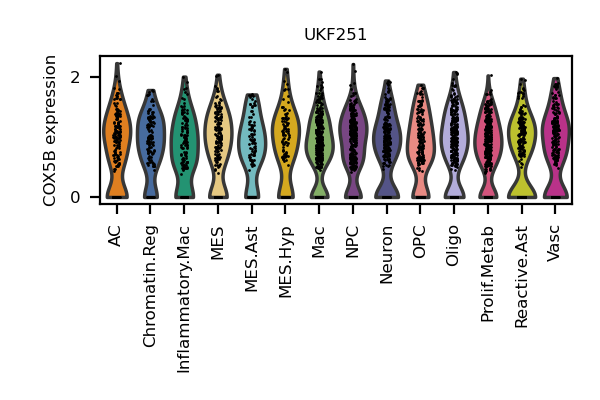 UKF251
COX5B expression
2
0
AC
Chromatin.Reg
Inflammatory.Mac
MES
MES.Ast
MES.Hyp
Mac
NPC
Neuron
OPC
Oligo
Prolif.Metab
Reactive.Ast
Vasc